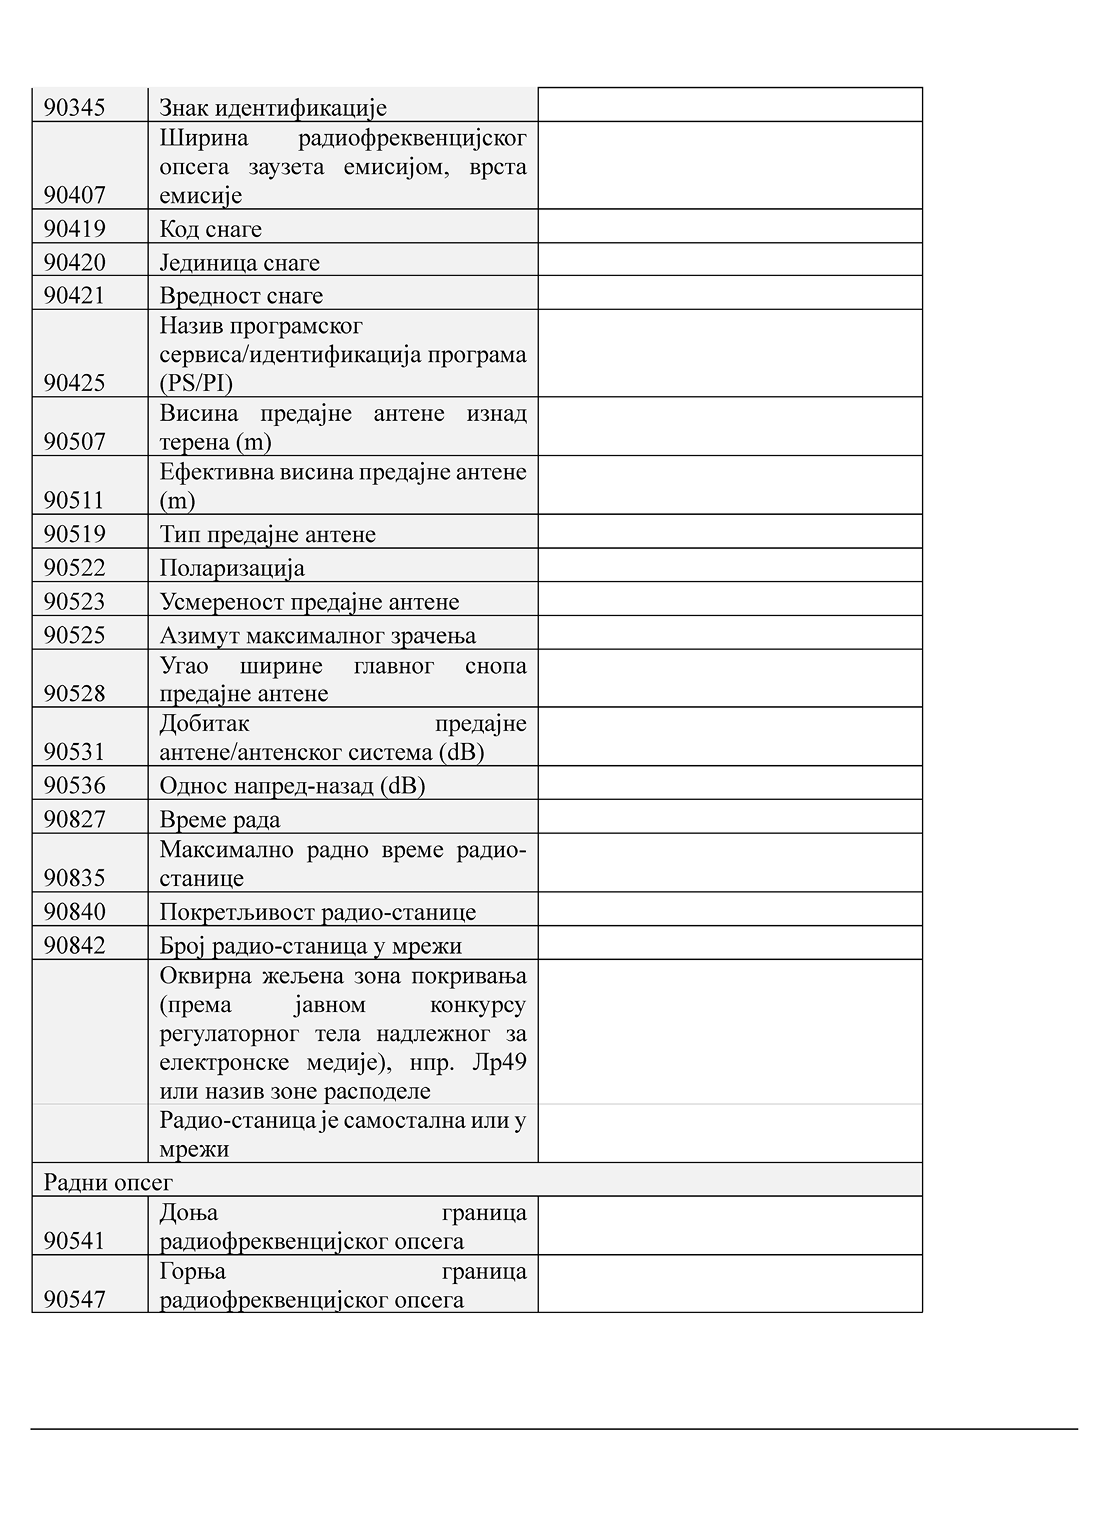 90345 Знак идентификације
Ширина радиофреквенцијског
опсега заузета емисијом, врста
90407 емисије
90419 Код снаге
90420 Јединица снаге
90421 Вредност снаге
Назив програмског
сервиса/идентификација програма
90425 (PS/PI)
Висина предајне антене изнад
90507 терена (m)
Ефективна висина предајне антене
90511 (m)
90519 Тип предајне антене
90522 Поларизација
90523 Усмереност предајне антене
90525 Азимут максималног зрачења
Угао ширине главног снопа
90528 предајне антене
Добитак предајне
90531 антене/антенског система (dB)
90536 Однос напред-назад (dB)
90827 Време рада
Максимално радно време радио-
90835 станице
90840 Покретљивост радио-станице
90842 Број радио-станица у мрежи
Оквирна жељена зона покривања
(према јавном конкурсу
регулаторног тела надлежног за
електронске медије), нпр. Лр49
или назив зоне расподеле
Радио-станица је самостална или у
мрежи
Радни опсег
Доња граница
90541 радиофреквенцијског опсега
Горња граница
90547 радиофреквенцијског опсега